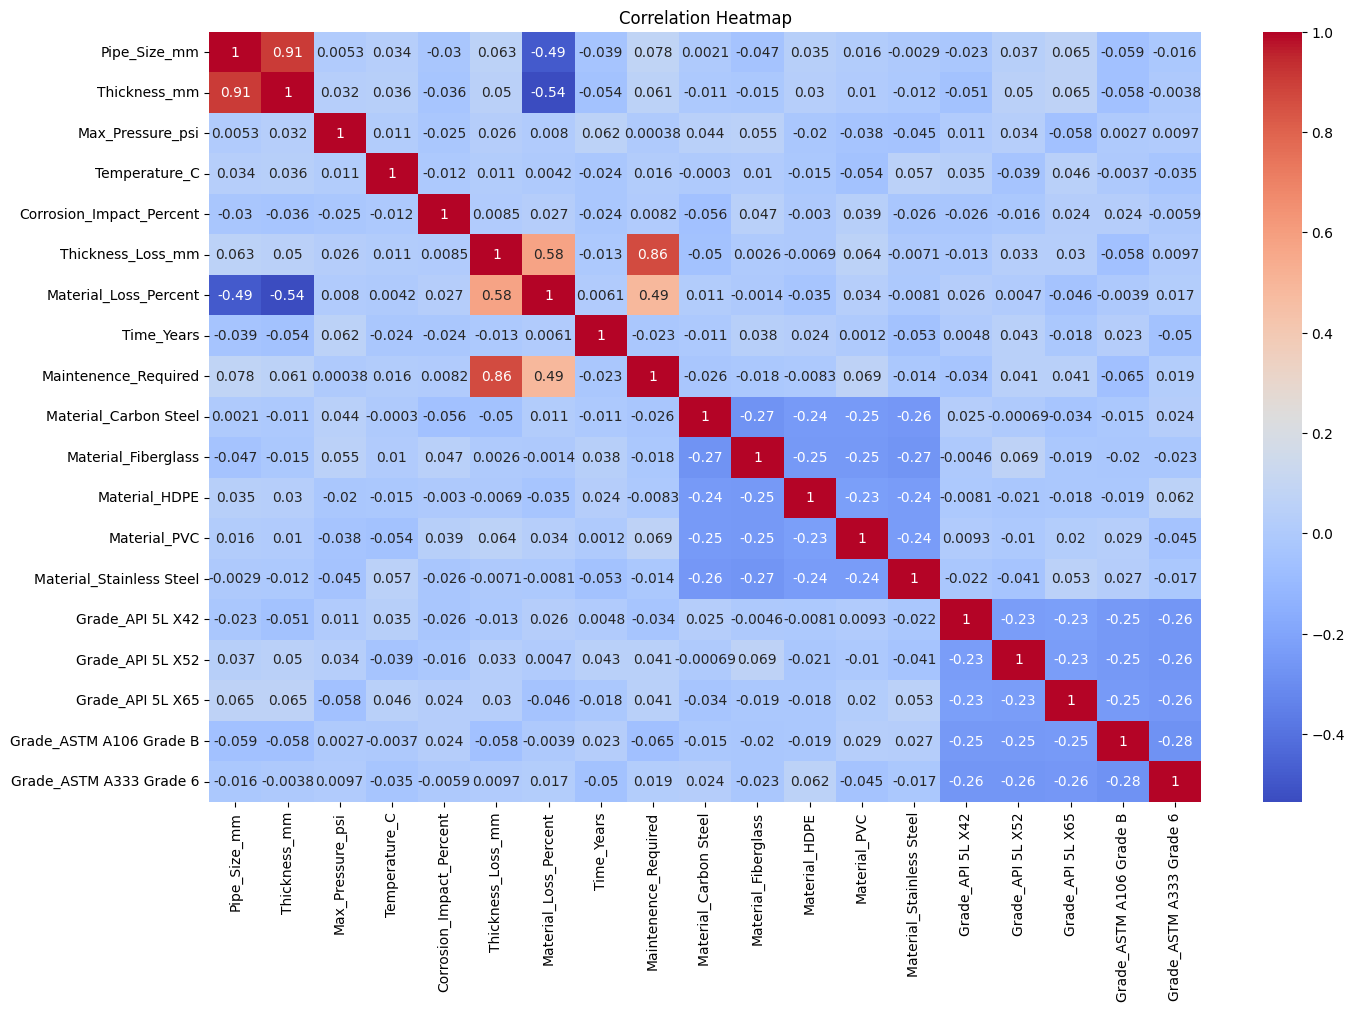 Correlation Heatmap
Pipe_Size_mm 1 0.91 0.0053 0.034 -0.03 0.063 -0.49 -0.039 0.078 0.0021 -0.047 0.035 0.016 -0.0029 -0.023 0.037 0.065 -0.059 -0.016
Thickness_mm 0.91 1 0.032 0.036 -0.036 0.05 -0.54 -0.054 0.061 -0.011 -0.015 0.03 0.01 -0.012 -0.051 0.05 0.065 -0.058 -0.0038
Max_Pressure_psi 0.0053 0.032 1 0.011 -0.025 0.026 0.008 0.062 0.00038 0.044 0.055 -0.02 -0.038 -0.045 0.011 0.034 -0.058 0.0027 0.0097
Temperature_C 0.034 0.036 0.011 1 -0.012 0.011 0.0042 -0.024 0.016 -0.0003 0.01 -0.015 -0.054 0.057 0.035 -0.039 0.046 -0.0037 -0.035
Corrosion_Impact_Percent -0.03 -0.036 -0.025 -0.012 1 0.0085 0.027 -0.024 0.0082 -0.056 0.047 -0.003 0.039 -0.026 -0.026 -0.016 0.024 0.024 -0.0059
Thickness_Loss_mm 0.063 0.05 0.026 0.011 0.0085 1 0.58 -0.013 0.86 -0.05 0.0026 -0.0069 0.064 -0.0071 -0.013 0.033 0.03 -0.058 0.0097
Material_Loss_Percent -0.49 -0.54 0.008 0.0042 0.027 0.58 1 0.0061 0.49 0.011 -0.0014 -0.035 0.034 -0.0081 0.026 0.0047 -0.046 -0.0039 0.017
Time_Years -0.039 -0.054 0.062 -0.024 -0.024 -0.013 0.0061 1 -0.023 -0.011 0.038 0.024 0.0012 -0.053 0.0048 0.043 -0.018 0.023 -0.05
Maintenence_Required 0.078 0.061 0.00038 0.016 0.0082 0.86 0.49 -0.023 1 -0.026 -0.018 -0.0083 0.069 -0.014 -0.034 0.041 0.041 -0.065 0.019
Material_Carbon Steel 0.0021 -0.011 0.044 -0.0003 -0.056 -0.05 0.011 -0.011 -0.026 1 -0.27 -0.24 -0.25 -0.26 0.025 -0.00069 -0.034 -0.015 0.024
Material_Fiberglass -0.047 -0.015 0.055 0.01 0.047 0.0026 -0.0014 0.038 -0.018 -0.27 1 -0.25 -0.25 -0.27 -0.0046 0.069 -0.019 -0.02 -0.023
Material_HDPE 0.035 0.03 -0.02 -0.015 -0.003 -0.0069 -0.035 0.024 -0.0083 -0.24 -0.25 1 -0.23 -0.24 -0.0081 -0.021 -0.018 -0.019 0.062
Material_PVC 0.016 0.01 -0.038 -0.054 0.039 0.064 0.034 0.0012 0.069 -0.25 -0.25 -0.23 1 -0.24 0.0093 -0.01 0.02 0.029 -0.045
Material_Stainless Steel -0.0029 -0.012 -0.045 0.057 -0.026 -0.0071 -0.0081 -0.053 -0.014 -0.26 -0.27 -0.24 -0.24 1 -0.022 -0.041 0.053 0.027 -0.017
Grade_API 5L X42 -0.023 -0.051 0.011 0.035 -0.026 -0.013 0.026 0.0048 -0.034 0.025 -0.0046 -0.0081 0.0093 -0.022 1 -0.23 -0.23 -0.25 -0.26
Grade_API 5L X52 0.037 0.05 0.034 -0.039 -0.016 0.033 0.0047 0.043 0.041 -0.00069 0.069 -0.021 -0.01 -0.041 -0.23 1 -0.23 -0.25 -0.26
Grade_API 5L X65 0.065 0.065 -0.058 0.046 0.024 0.03 -0.046 -0.018 0.041 -0.034 -0.019 -0.018 0.02 0.053 -0.23 -0.23 1 -0.25 -0.26
Grade_ASTM A106 Grade B -0.059 -0.058 0.0027 -0.0037 0.024 -0.058 -0.0039 0.023 -0.065 -0.015 -0.02 -0.019 0.029 0.027 -0.25 -0.25 -0.25 1 -0.28
Grade_ASTM A333 Grade 6 -0.016 -0.0038 0.0097 -0.035 -0.0059 0.0097 0.017 -0.05 0.019 0.024 -0.023 0.062 -0.045 -0.017 -0.26 -0.26 -0.26 -0.28 1
Pipe_Size_mm
Thickness_mm
Max_Pressure_psi
Temperature_C
Corrosion_Impact_Percent
Thickness_Loss_mm
Material_Loss_Percent
Time_Years
Maintenence_Required
Material_Carbon Steel
Material_Fiberglass
Material_HDPE
Material_PVC
Material_Stainless Steel
Grade_API 5L X42
Grade_API 5L X52
Grade_API 5L X65
Grade_ASTM A106 Grade B
Grade_ASTM A333 Grade 6
1.0
0.8
0.6
0.4
0.2
0.0
−0.2
−0.4